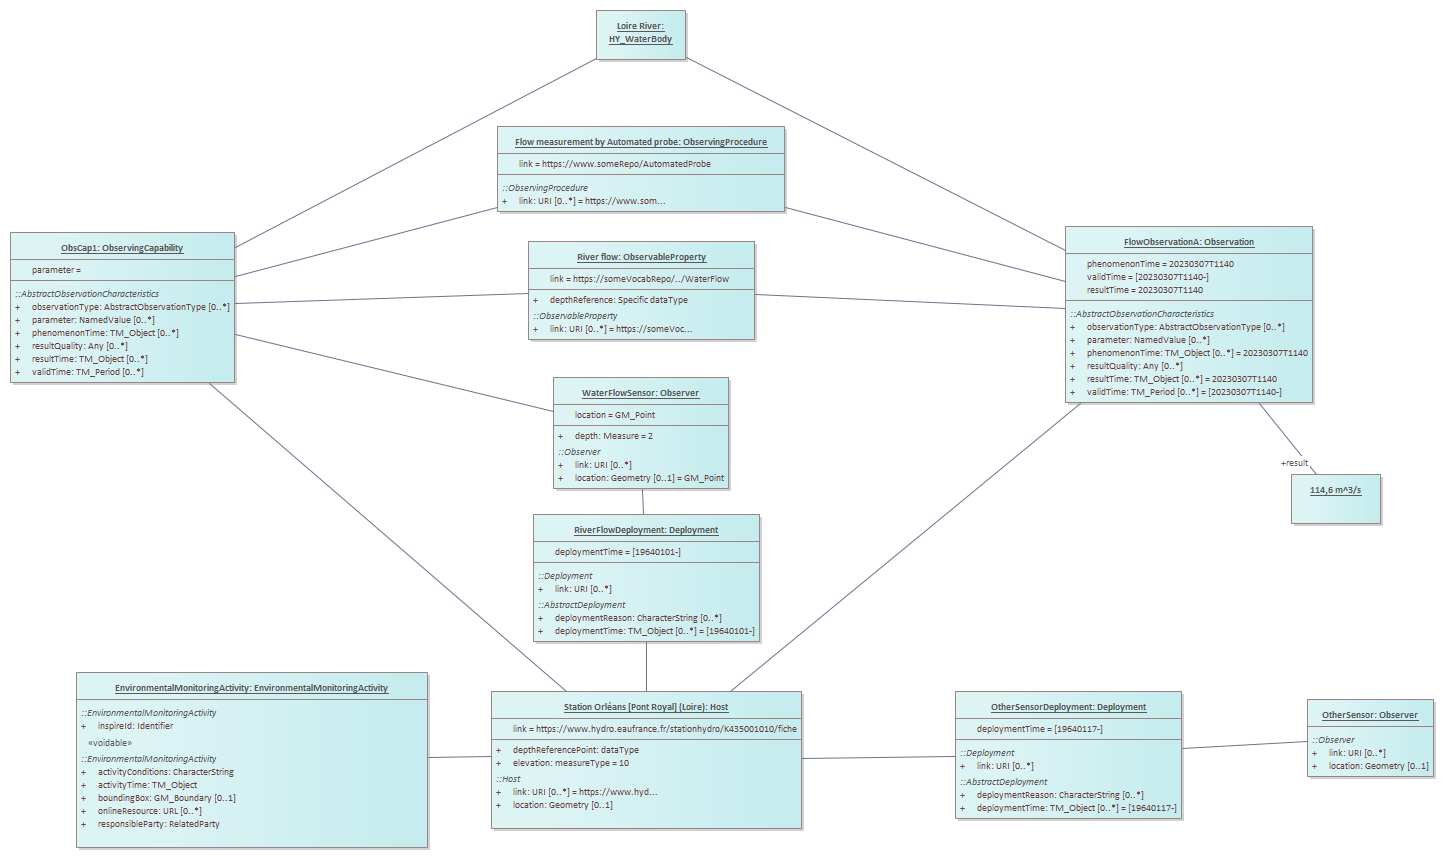 Loire River:
HY_WaterBody
Flow measurement by Automated probe: ObservingProcedure
link = https://www.someRepo/AutomatedProbe
::ObservingProcedure
+ link: URI [0..*] = https://www.som...
ObsCap1: ObservingCapability
parameter =
::AbstractObservationCharacteristics
+ observationType: AbstractObservationType [0..*]
+ parameter: NamedValue [0..*]
+ phenomenonTime: TM_Object [0..*]
+ resultQuality: Any [0..*]
+ resultTime: TM_Object [0..*]
+ validTime: TM_Period [0..*]
River flow: ObservableProperty
link = https://someVocabRepo/../WaterFlow
+ depthReference: Specific dataType
::ObservableProperty
+ link: URI [0..*] = https://someVoc...
FlowObservationA: Observation
phenomenonTime = 20230307T1140
validTime = [20230307T1140-]
resultTime = 20230307T1140
::AbstractObservationCharacteristics
+ observationType: AbstractObservationType [0..*]
+ parameter: NamedValue [0..*]
+ phenomenonTime: TM_Object [0..*] = 20230307T1140
+ resultQuality: Any [0..*]
+ resultTime: TM_Object [0..*] = 20230307T1140
+ validTime: TM_Period [0..*] = [20230307T1140-]
WaterFlowSensor: Observer
location = GM_Point
+ depth: Measure = 2
::Observer
+ link: URI [0..*]
+ location: Geometry [0..1] = GM_Point
+result
114,6 m^3/s
RiverFlowDeployment: Deployment
deploymentTime = [19640101-]
::Deployment
+ link: URI [0..*]
::AbstractDeployment
+ deploymentReason: CharacterString [0..*]
+ deploymentTime: TM_Object [0..*] = [19640101-]
EnvironmentalMonitoringActivity: EnvironmentalMonitoringActivity
::EnvironmentalMonitoringActivity
+ inspireId: Identifier
«voidable»
::EnvironmentalMonitoringActivity
+ activityConditions: CharacterString
+ activityTime: TM_Object
+ boundingBox: GM_Boundary [0..1]
+ onlineResource: URL [0..*]
+ responsibleParty: RelatedParty
Station Orléans [Pont Royal] (Loire): Host
link = https://www.hydro.eaufrance.fr/stationhydro/K435001010/fiche
+ depthReferencePoint: dataType
+ elevation: measureType = 10
::Host
+ link: URI [0..*] = https://www.hyd...
+ location: Geometry [0..1]
OtherSensorDeployment: Deployment
deploymentTime = [19640117-]
::Deployment
+ link: URI [0..*]
::AbstractDeployment
+ deploymentReason: CharacterString [0..*]
+ deploymentTime: TM_Object [0..*] = [19640117-]
OtherSensor: Observer
::Observer
+ link: URI [0..*]
+ location: Geometry [0..1]